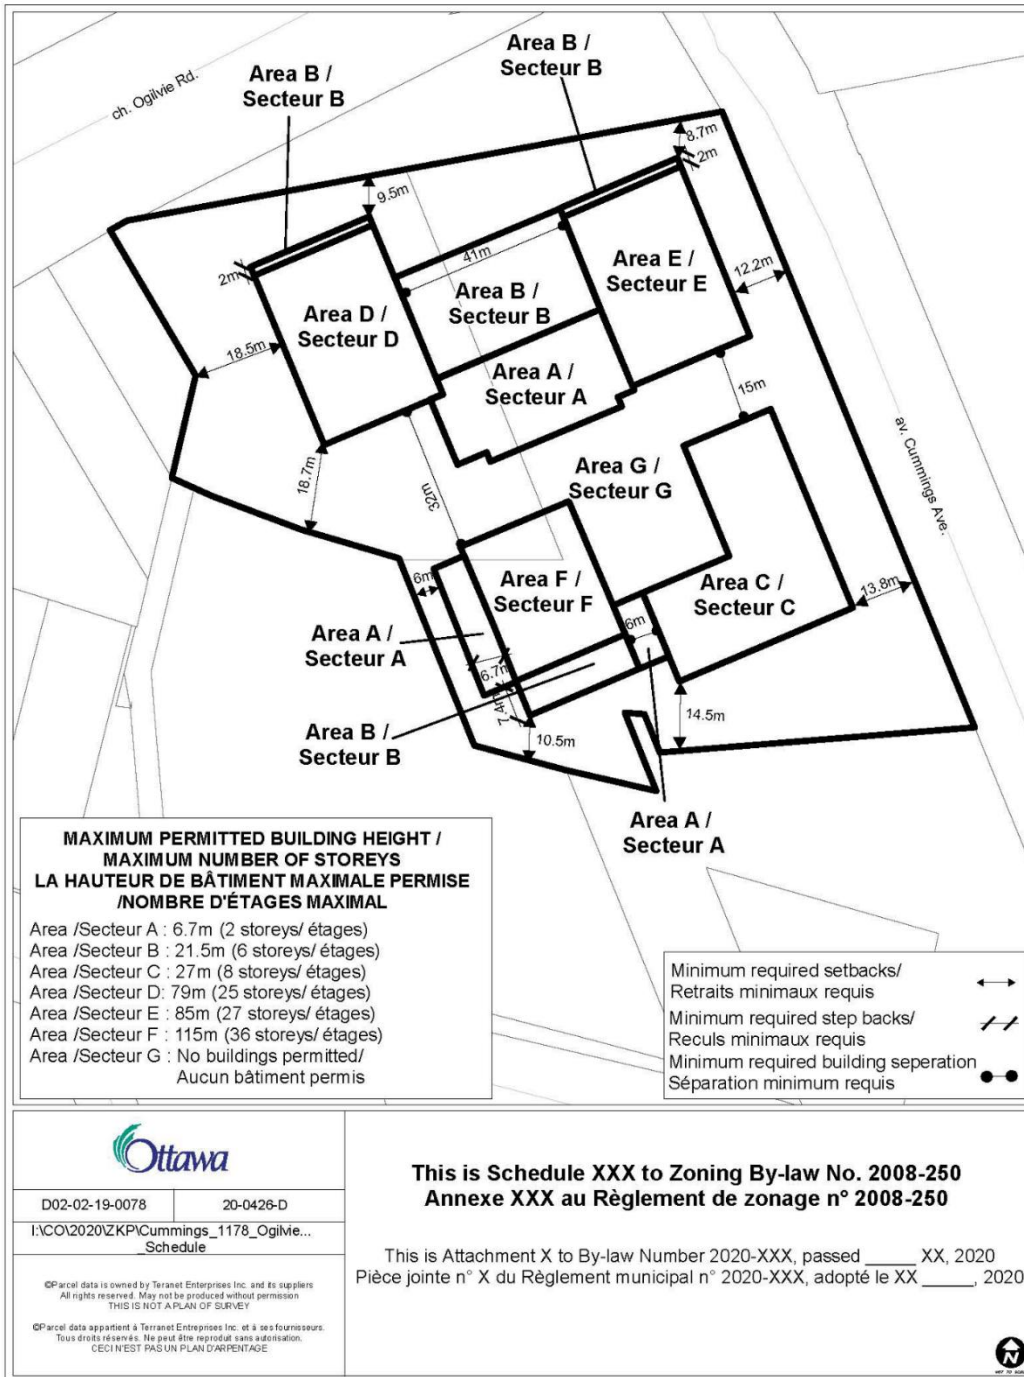 Area B /
Secteur B
Area B /
Secteur B
ch. Ogilvie Rd.
8.7m
2m
9.5m
41m
2m
Area E /
Secteur E
12.2m
Area D /
Secteur D
Area B /
Secteur B
18.5m
Area A /
Secteur A
15m
av. Cummings Ave.
18.7m
32m
Area G /
Secteur G
6m
Area F /
Secteur F
Area C /
Secteur C
13.8m
6m
Area A /
Secteur A
6.7m
7.4m
14.5m
10.5m
Area B /
Secteur B
Area A /
Secteur A
MAXIMUM PERMITTED BUILDING HEIGHT /
MAXIMUM NUMBER OF STOREYS
LA HAUTEUR DE BÂTIMENT MAXIMALE PERMISE
/NOMBRE D'ÉTAGES MAXIMAL
Area /Secteur A : 6.7m (2 storeys/ étages)
Area /Secteur B : 21.5m (6 storeys/ étages)
Area /Secteur C : 27m (8 storeys/ étages)
Area /Secteur D: 79m (25 storeys/ étages)
Area /Secteur E : 85m (27 storeys/ étages)
Area /Secteur F : 115m (36 storeys/ étages)
Area /Secteur G : No buildings permitted/
Aucun bâtiment permis
Minimum required setbacks/
Retraits minimaux requis
Minimum required step backs/
Reculs minimaux requis
Minimum required building seperation
Séparation minimum requis
Ottawa
D02-02-19-0078
20-0426-D
I:\CO\2020\ZKP\Cummings_1178_Ogilvie...
_Schedule
©Parcel data is owned by Teranet Enterprises Inc. and its suppliers
All rights reserved. May not be produced without permission
THIS IS NOT A PLAN OF SURVEY
©Parcel data appartient à Terranet Entreprises Inc. et à ses fournisseurs.
Tous droits réservés. Ne peut être reproduit sans autorisation.
CECI N'EST PAS UN PLAN D'ARPENTAGE
This is Schedule XXX to Zoning By-law No. 2008-250
Annexe XXX au Règlement de zonage n° 2008-250
This is Attachment X to By-law Number 2020-XXX, passed _____ XX, 2020
Pièce jointe n° X du Règlement municipal n° 2020-XXX, adopté le XX _____, 2020
N
NOT TO SCALE